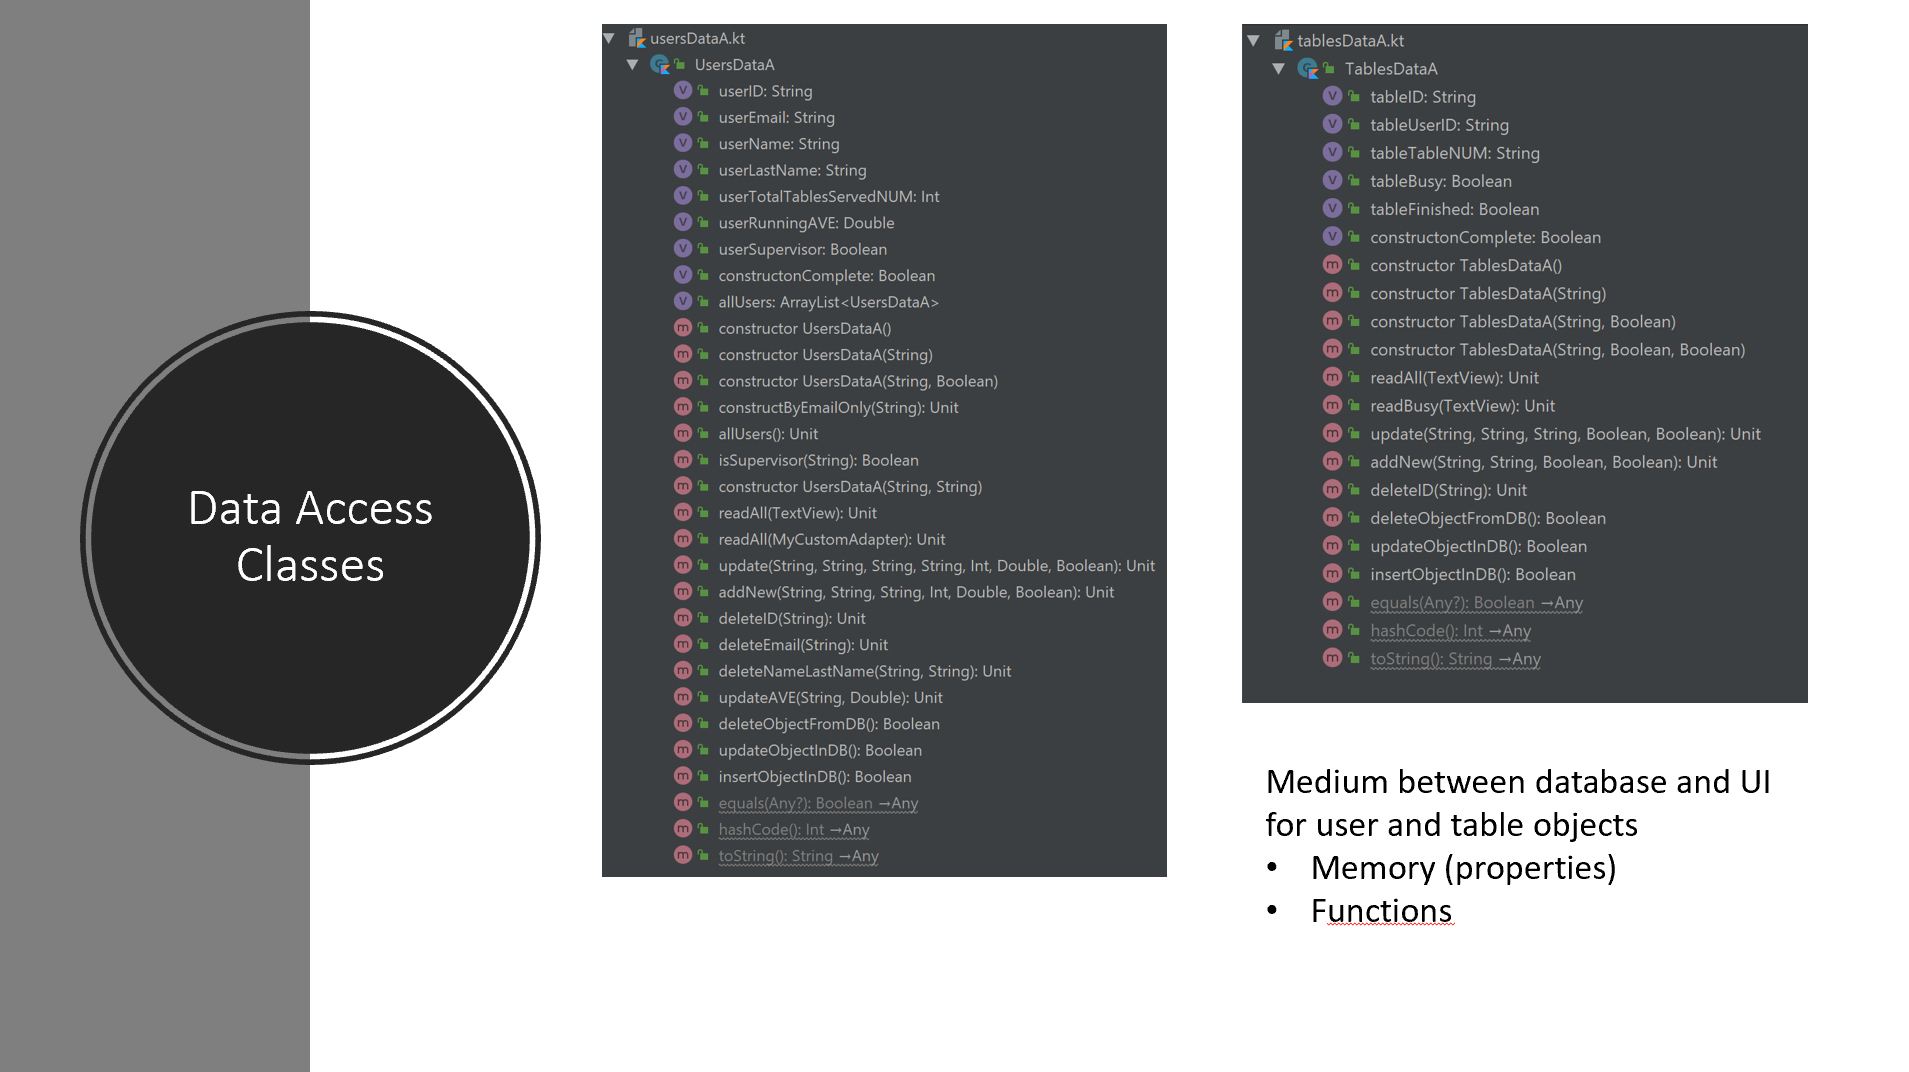 Data Access
Classes
usersDataA.kt
UsersDataA
userID: String
userEmail: String
userName: String
userLastName: String
userTotalTablesServedNUM: Int
userRunningAVE: Double
userSupervisor: Boolean
constructonComplete: Boolean
allUsers: ArrayList<UsersDataA>
constructor UsersDataA()
constructor UsersDataA(String)
constructor UsersDataA(String, Boolean)
constructByEmailOnly(String): Unit
allUsers(): Unit
isSupervisor(String): Boolean
constructor UsersDataA(String, String)
readAll(TextView): Unit
readAll(MyCustomAdapter): Unit
update(String, String, String, String, Int, Double, Boolean): Unit
addNew(String, String, String, Int, Double, Boolean): Unit
deleteID(String): Unit
deleteEmail(String): Unit
deleteNameLastName(String, String): Unit
updateAVE(String, Double): Unit
deleteObjectFromDB(): Boolean
updateObjectInDB(): Boolean
insertObjectInDB(): Boolean
equals(Any?): Boolean →Any
hashCode(): Int →Any
toString(): String →Any
tablesDataA.kt
TablesDataA
tableID: String
tableUserID: String
tableTableNUM: String
tableBusy: Boolean
tableFinished: Boolean
constructonComplete: Boolean
constructor TablesDataA()
constructor TablesDataA(String)
constructor TablesDataA(String, Boolean)
constructor TablesDataA(String, Boolean, Boolean)
readAll(TextView): Unit
readBusy(TextView): Unit
update(String, String, String, Boolean, Boolean): Unit
addNew(String, String, Boolean, Boolean): Unit
deleteID(String): Unit
deleteObjectFromDB(): Boolean
updateObjectInDB(): Boolean
insertObjectInDB(): Boolean
equals(Any?): Boolean →Any
hashCode(): Int →Any
toString(): String →Any
Medium between database and UI
for user and table objects
• Memory (properties)
• Functions